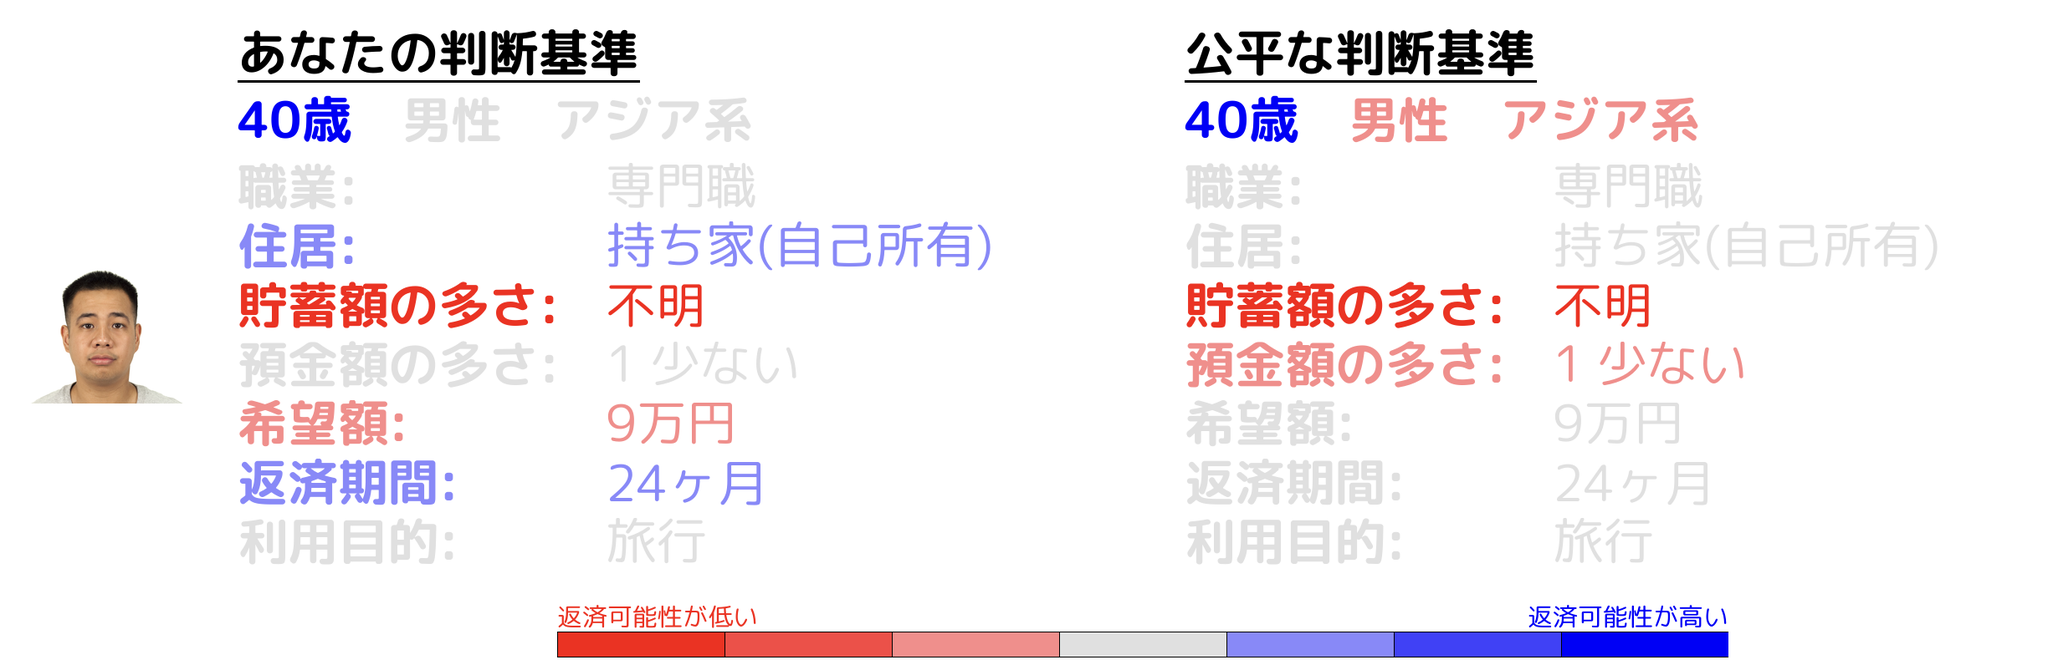 あなたの判断基準
40歳 男性 アジア系
職業: 専門職
住居: 持ち家(自己所有)
貯蓄額の多さ: 不明
預金額の多さ: 1 少ない
希望額: 9万円
返済期間: 24ヶ月
利用目的: 旅行
公平な判断基準
40歳 男性 アジア系
職業: 専門職
住居: 持ち家(自己所有)
貯蓄額の多さ: 不明
預金額の多さ: 1 少ない
希望額: 9万円
返済期間: 24ヶ月
利用目的: 旅行
返済可能性が低い
返済可能性が高い